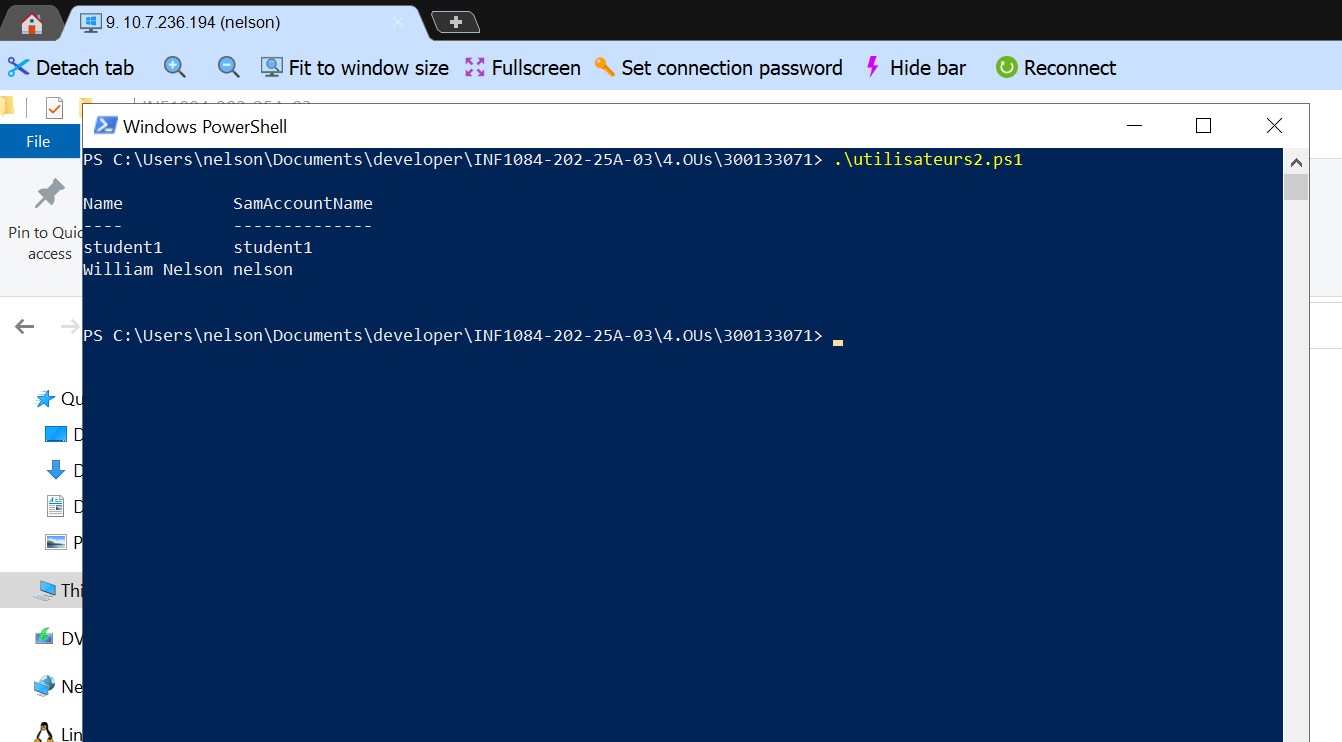 9. 10.7.236.194 (nelson)
Detach tab Fit to window size Fullscreen Set connection password Hide bar Reconnect
Windows PowerShell
File
PS C:\Users\nelson\Documents\developer\INF1084-202-25A-03\4.OUs\300133071> .\utilisateurs2.ps1
Name SamAccountName
---- --------------
student1 student1
William Nelson nelson
PS C:\Users\nelson\Documents\developer\INF1084-202-25A-03\4.OUs\300133071>
Pin to Quic
access
Qu
D
D
D
P
Thi
DV
Ne
Lin